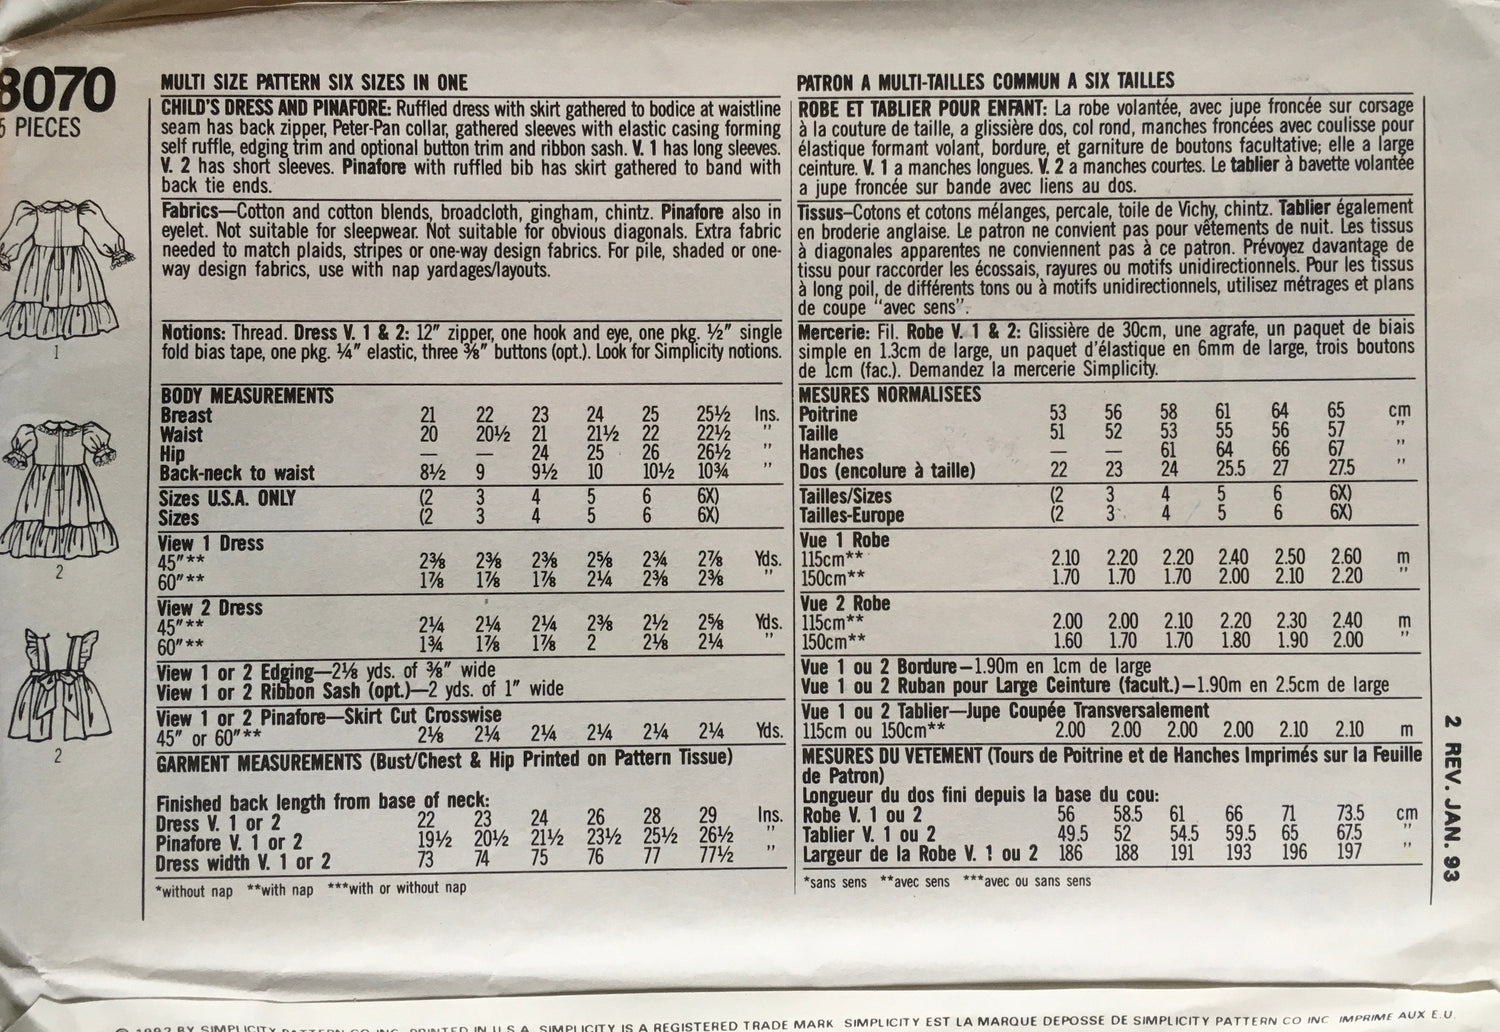 8070
PIECES
1
2
2
MULTI SIZE PATTERN SIX SIZES IN ONE
CHILD'S DRESS AND PINAFORE: Ruffled dress with skirt gathered to bodice at waistline
seam has back zipper, Peter-Pan collar, gathered sleeves with elastic casing forming
self ruffle, edging trim and optional button trim and ribbon sash. V. 1 has long sleeves.
V. 2 has short sleeves. Pinafore with ruffled bib has skirt gathered to band with
back tie ends.
Fabrics—Cotton and cotton blends, broadcloth, gingham, chintz. Pinafore also in
eyelet. Not suitable for sleepwear. Not suitable for obvious diagonals. Extra fabric
needed to match plaids, stripes or one-way design fabrics. For pile, shaded or one-
way design fabrics, use with nap yardages/layouts.
Notions: Thread. Dress V. 1 & 2: 12" zipper, one hook and eye, one pkg. ½" single
fold bias tape, one pkg. ¼" elastic, three ⅜" buttons (opt.). Look for Simplicity notions.
BODY MEASUREMENTS
Breast 21 22 23 24 25 25½ Ins.
Waist 20 20½ 21 21½ 22 22½ "
Hip — — 24 25 26 26½ "
Back-neck to waist 8½ 9 9½ 10 10½ 10¾ "
Sizes U.S.A. ONLY (2 3 4 5 6 6X)
Sizes (2 3 4 5 6 6X)
View 1 Dress
45"** 2⅜ 2⅜ 2⅜ 2⅝ 2¾ 2⅞ Yds.
60"** 1⅞ 1⅞ 1⅞ 2¼ 2⅜ 2⅜ "
View 2 Dress
45"** 2¼ 2¼ 2¼ 2⅜ 2½ 2⅝ Yds.
60"** 1¾ 1⅞ 1⅞ 2 2⅛ 2¼ "
View 1 or 2 Edging—2⅛ yds. of ⅜" wide
View 1 or 2 Ribbon Sash (opt.)—2 yds. of 1" wide
View 1 or 2 Pinafore—Skirt Cut Crosswise
45" or 60"** 2⅛ 2¼ 2¼ 2¼ 2¼ 2¼ Yds.
GARMENT MEASUREMENTS (Bust/Chest & Hip Printed on Pattern Tissue)
Finished back length from base of neck:
Dress V. 1 or 2 22 23 24 26 28 29 Ins.
Pinafore V. 1 or 2 19½ 20½ 21½ 23½ 25½ 26½ "
Dress width V. 1 or 2 73 74 75 76 77 77½ "
*without nap **with nap ***with or without nap
PATRON A MULTI-TAILLES COMMUN A SIX TAILLES
ROBE ET TABLIER POUR ENFANT: La robe volantée, avec jupe froncée sur corsage
à la couture de taille, a glissière dos, col rond, manches froncées avec coulisse pour
élastique formant volant, bordure, et garniture de boutons facultative; elle a large
ceinture. V. 1 a manches longues. V. 2 a manches courtes. Le tablier à bavette volantée
a jupe froncée sur bande avec liens au dos.
Tissus—Cotons et cotons mélanges, percale, toile de Vichy, chintz. Tablier également
en broderie anglaise. Le patron ne convient pas pour vêtements de nuit. Les tissus
à diagonales apparentes ne conviennent pas à ce patron. Prévoyez davantage de
tissu pour raccorder les écossais, rayures ou motifs unidirectionnels. Pour les tissus
à long poil, de différents tons ou à motifs unidirectionnels, utilisez métrages et plans
de coupe "avec sens".
Mercerie: Fil. Robe V. 1 & 2: Glissière de 30cm, une agrafe, un paquet de biais
simple en 1.3cm de large, un paquet d'élastique en 6mm de large, trois boutons
de 1cm (fac.). Demandez la mercerie Simplicity.
MESURES NORMALISEES
Poitrine 53 56 58 61 64 65 cm
Taille 51 52 53 55 56 57 "
Hanches — — 61 64 66 67 "
Dos (encolure à taille) 22 23 24 25.5 27 27.5 "
Tailles/Sizes (2 3 4 5 6 6X)
Tailles-Europe (2 3 4 5 6 6X)
Vue 1 Robe
115cm** 2.10 2.20 2.20 2.40 2.50 2.60 m
150cm** 1.70 1.70 1.70 2.00 2.10 2.20 "
Vue 2 Robe
115cm** 2.00 2.00 2.10 2.20 2.30 2.40 m
150cm** 1.60 1.70 1.70 1.80 1.90 2.00 "
Vue 1 ou 2 Bordure—1.90m en 1cm de large
Vue 1 ou 2 Ruban pour Large Ceinture (facult.)—1.90m en 2.5cm de large
Vue 1 ou 2 Tablier—Jupe Coupée Transversalement
115cm ou 150cm** 2.00 2.00 2.00 2.00 2.10 2.10 m
MESURES DU VETEMENT (Tours de Poitrine et de Hanches Imprimés sur la Feuille
de Patron)
Longueur du dos fini depuis la base du cou:
Robe V. 1 ou 2 56 58.5 61 66 71 73.5 cm
Tablier V. 1 ou 2 49.5 52 54.5 59.5 65 67.5 "
Largeur de la Robe V. 1 ou 2 186 188 191 193 196 197 "
*sans sens **avec sens ***avec ou sans sens
2 REV. JAN. 93
BY SIMPLICITY PATTERN CO INC. PRINTED IN U.S.A. SIMPLICITY IS A REGISTERED TRADE MARK SIMPLICITY EST LA MARQUE DEPOSSE DE SIMPLICITY PATTERN CO INC IMPRIME AUX E.U.